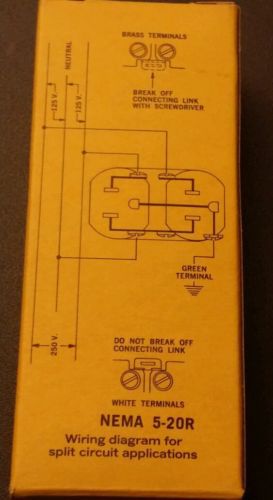 BRASS TERMINALS
BREAK OFF
CONNECTING LINK
WITH SCREWDRIVER
NEUTRAL
125 V.
125 V.
GREEN
TERMINAL
250 V.
DO NOT BREAK OFF
CONNECTING LINK
WHITE TERMINALS
NEMA 5-20R
Wiring diagram for
split circuit applications